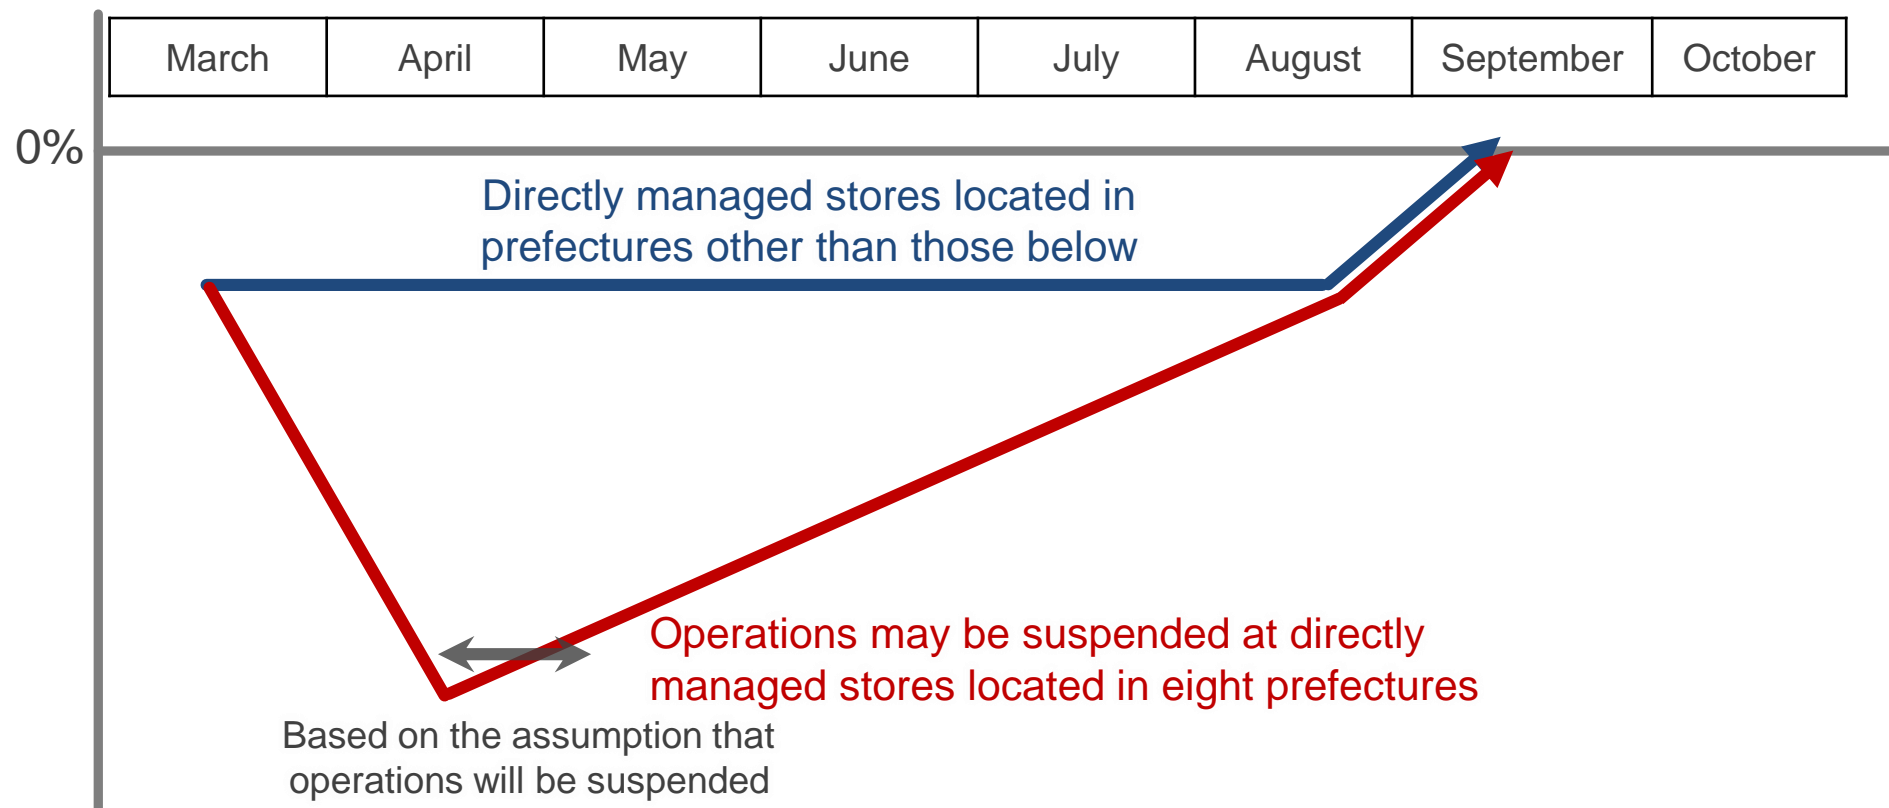 March April May June July August September October
0%
Directly managed stores located in
prefectures other than those below
Operations may be suspended at directly
managed stores located in eight prefectures
Based on the assumption that
operations will be suspended